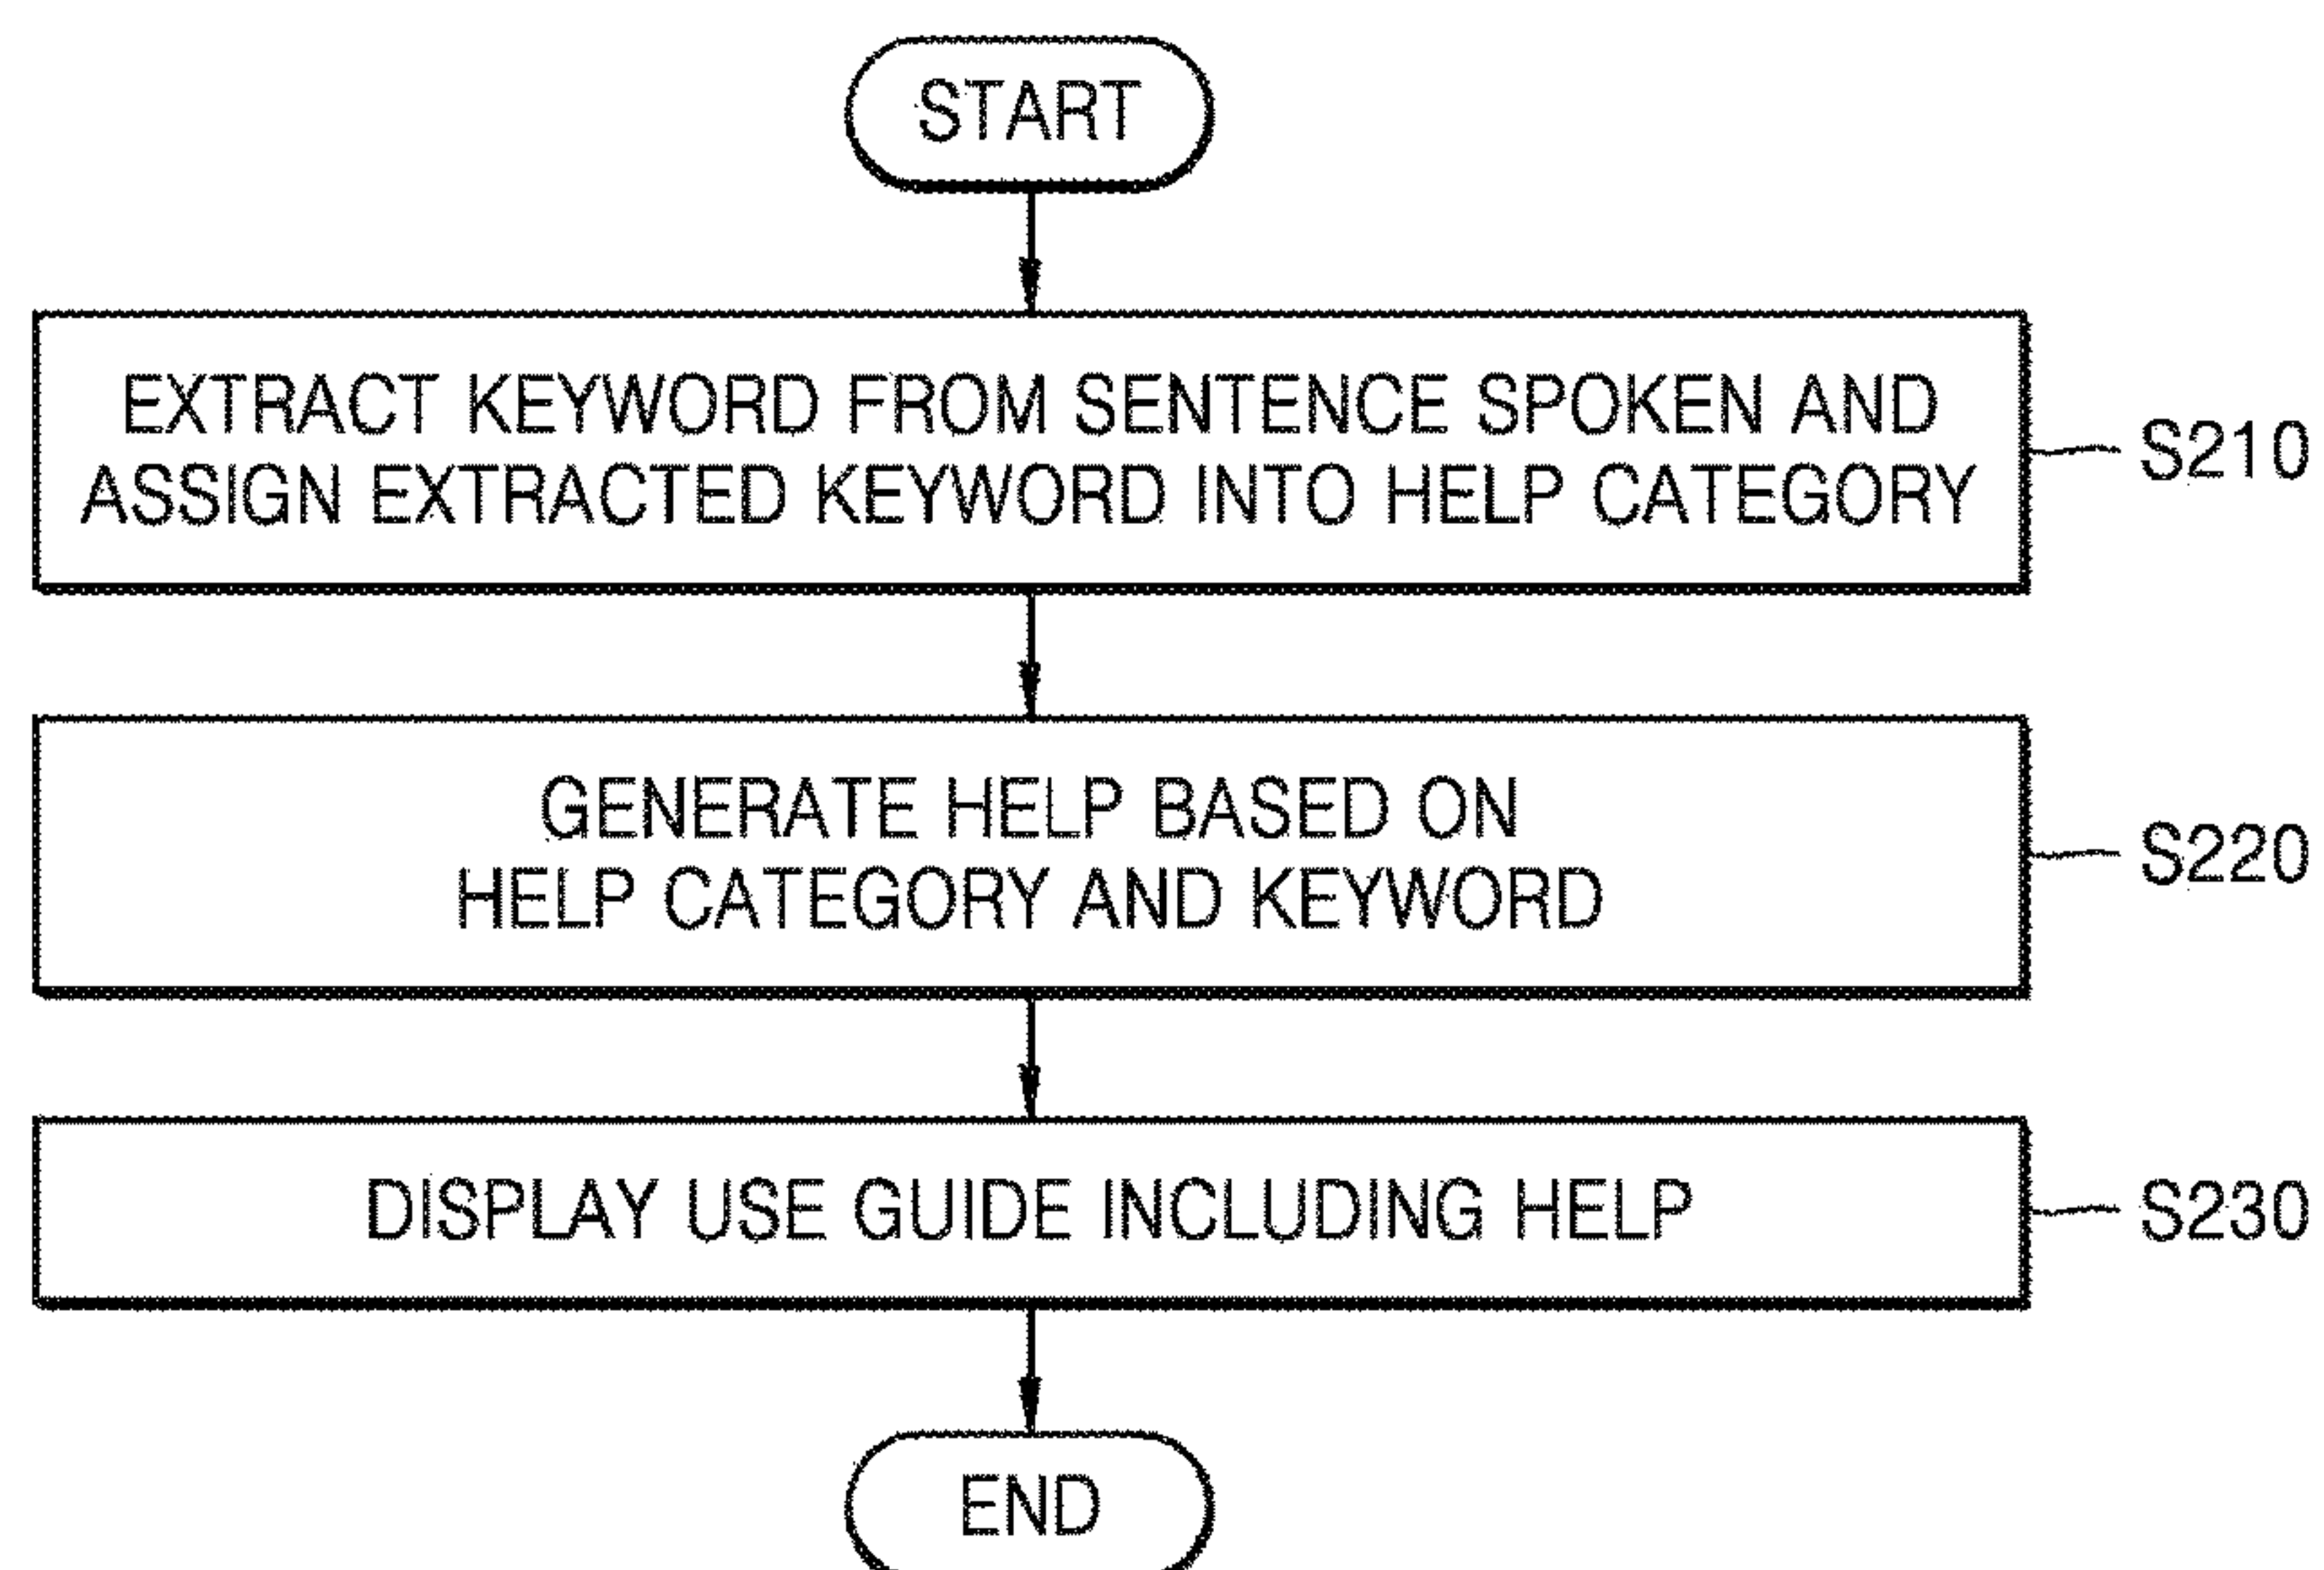 START
EXTRACT KEYWORD FROM SENTENCE SPOKEN AND
ASSIGN EXTRACTED KEYWORD INTO HELP CATEGORY
S210
GENERATE HELP BASED ON
HELP CATEGORY AND KEYWORD
S220
DISPLAY USE GUIDE INCLUDING HELP
S230
END